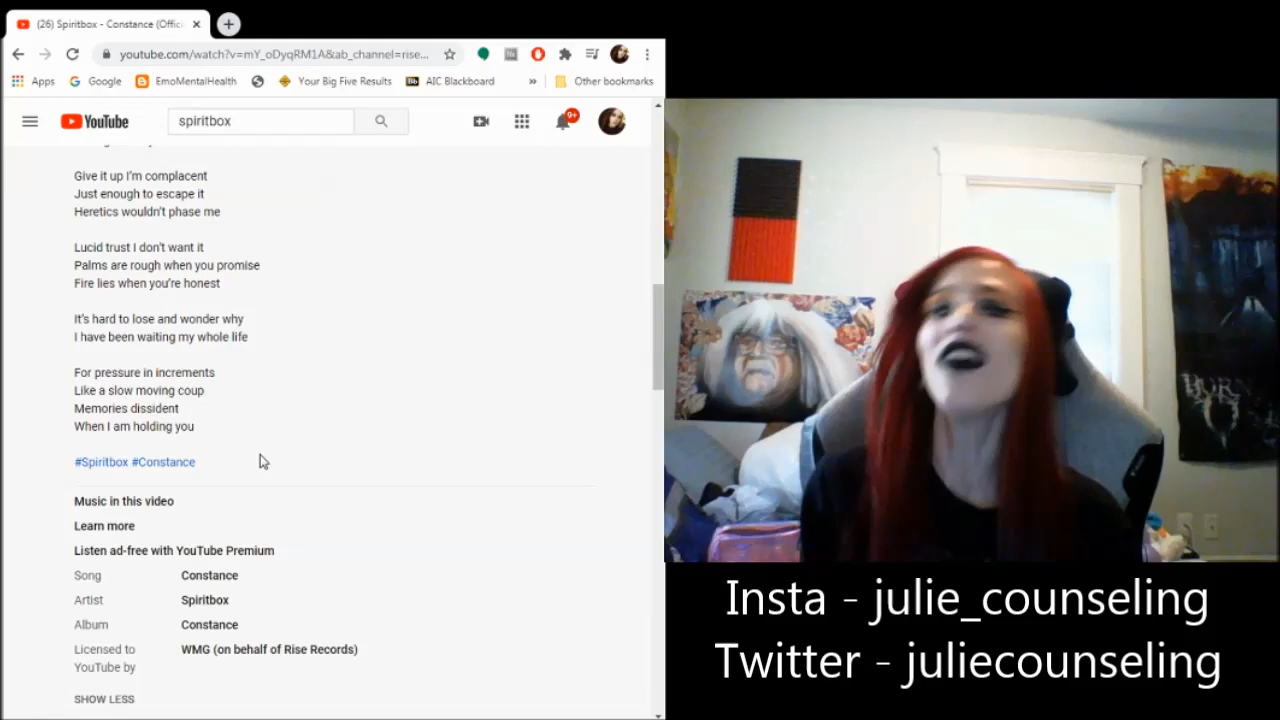 (26) Spiritbox - Constance (Offic
youtube.com/watch?v=mY_oDyqRM1A&ab_channel=rise...
Apps
Google
EmoMentalHealth
Your Big Five Results
Bb
AIC Blackboard
»
Other bookmarks
YouTube
spiritbox
9+
Give it up I'm complacent
Just enough to escape it
Heretics wouldn't phase me
Lucid trust I don't want it
Palms are rough when you promise
Fire lies when you're honest
It's hard to lose and wonder why
I have been waiting my whole life
For pressure in increments
Like a slow moving coup
Memories dissident
When I am holding you
#Spiritbox #Constance
Music in this video
Learn more
Listen ad-free with YouTube Premium
Song Constance
Artist Spiritbox
Album Constance
Licensed to WMG (on behalf of Rise Records)
YouTube by
SHOW LESS
Insta - julie_counseling
Twitter - juliecounseling